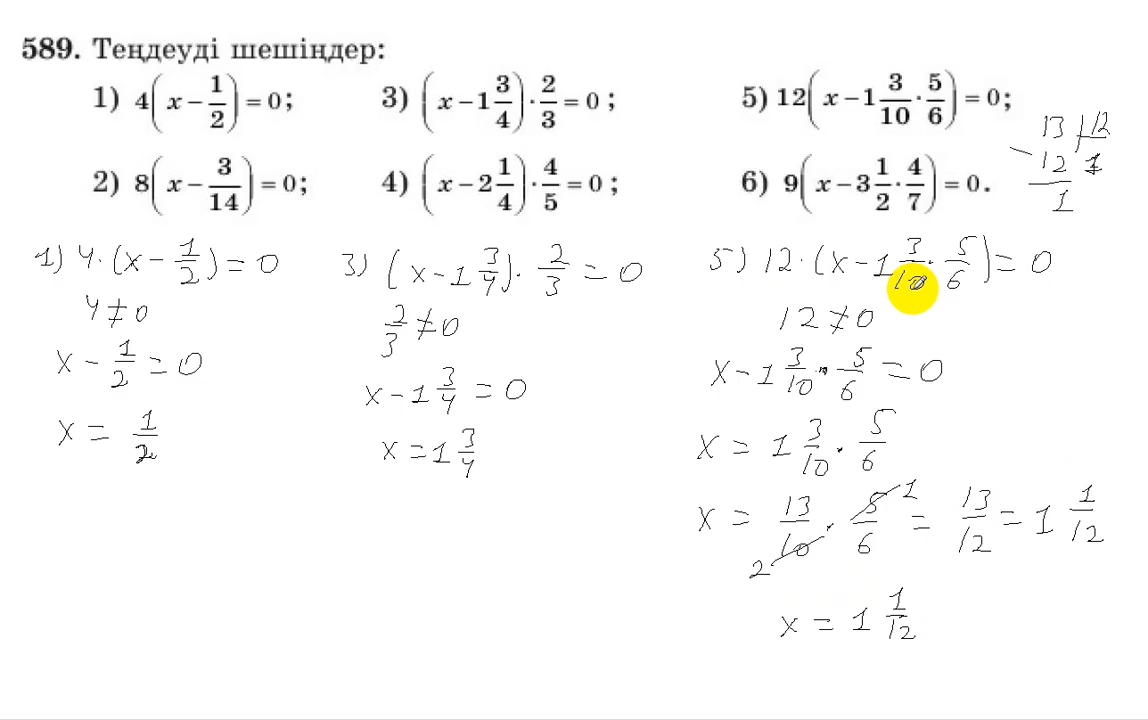 589. Теңдеуді шешіңдер:
1) 4(x − 1/2) = 0;
3) (x − 1 3/4) · 2/3 = 0;
5) 12(x − 1 3/10 · 5/6) = 0;
2) 8(x − 3/14) = 0;
4) (x − 2 1/4) · 4/5 = 0;
6) 9(x − 3 1/2 · 4/7) = 0.
13 | 12
− 12 1
1
1) 4 · (x − 1/2) = 0
4 ≠ 0
x − 1/2 = 0
x = 1/2
3) (x − 1 3/4) · 2/3 = 0
2/3 ≠ 0
x − 1 3/4 = 0
x = 1 3/4
5) 12 · (x − 1 3/10 · 5/6) = 0
12 ≠ 0
x − 1 3/10 · 5/6 = 0
x = 1 3/10 · 5/6
x = 13/10 · 5/6 = 13/12 = 1 1/12
2 1
x = 1 1/12